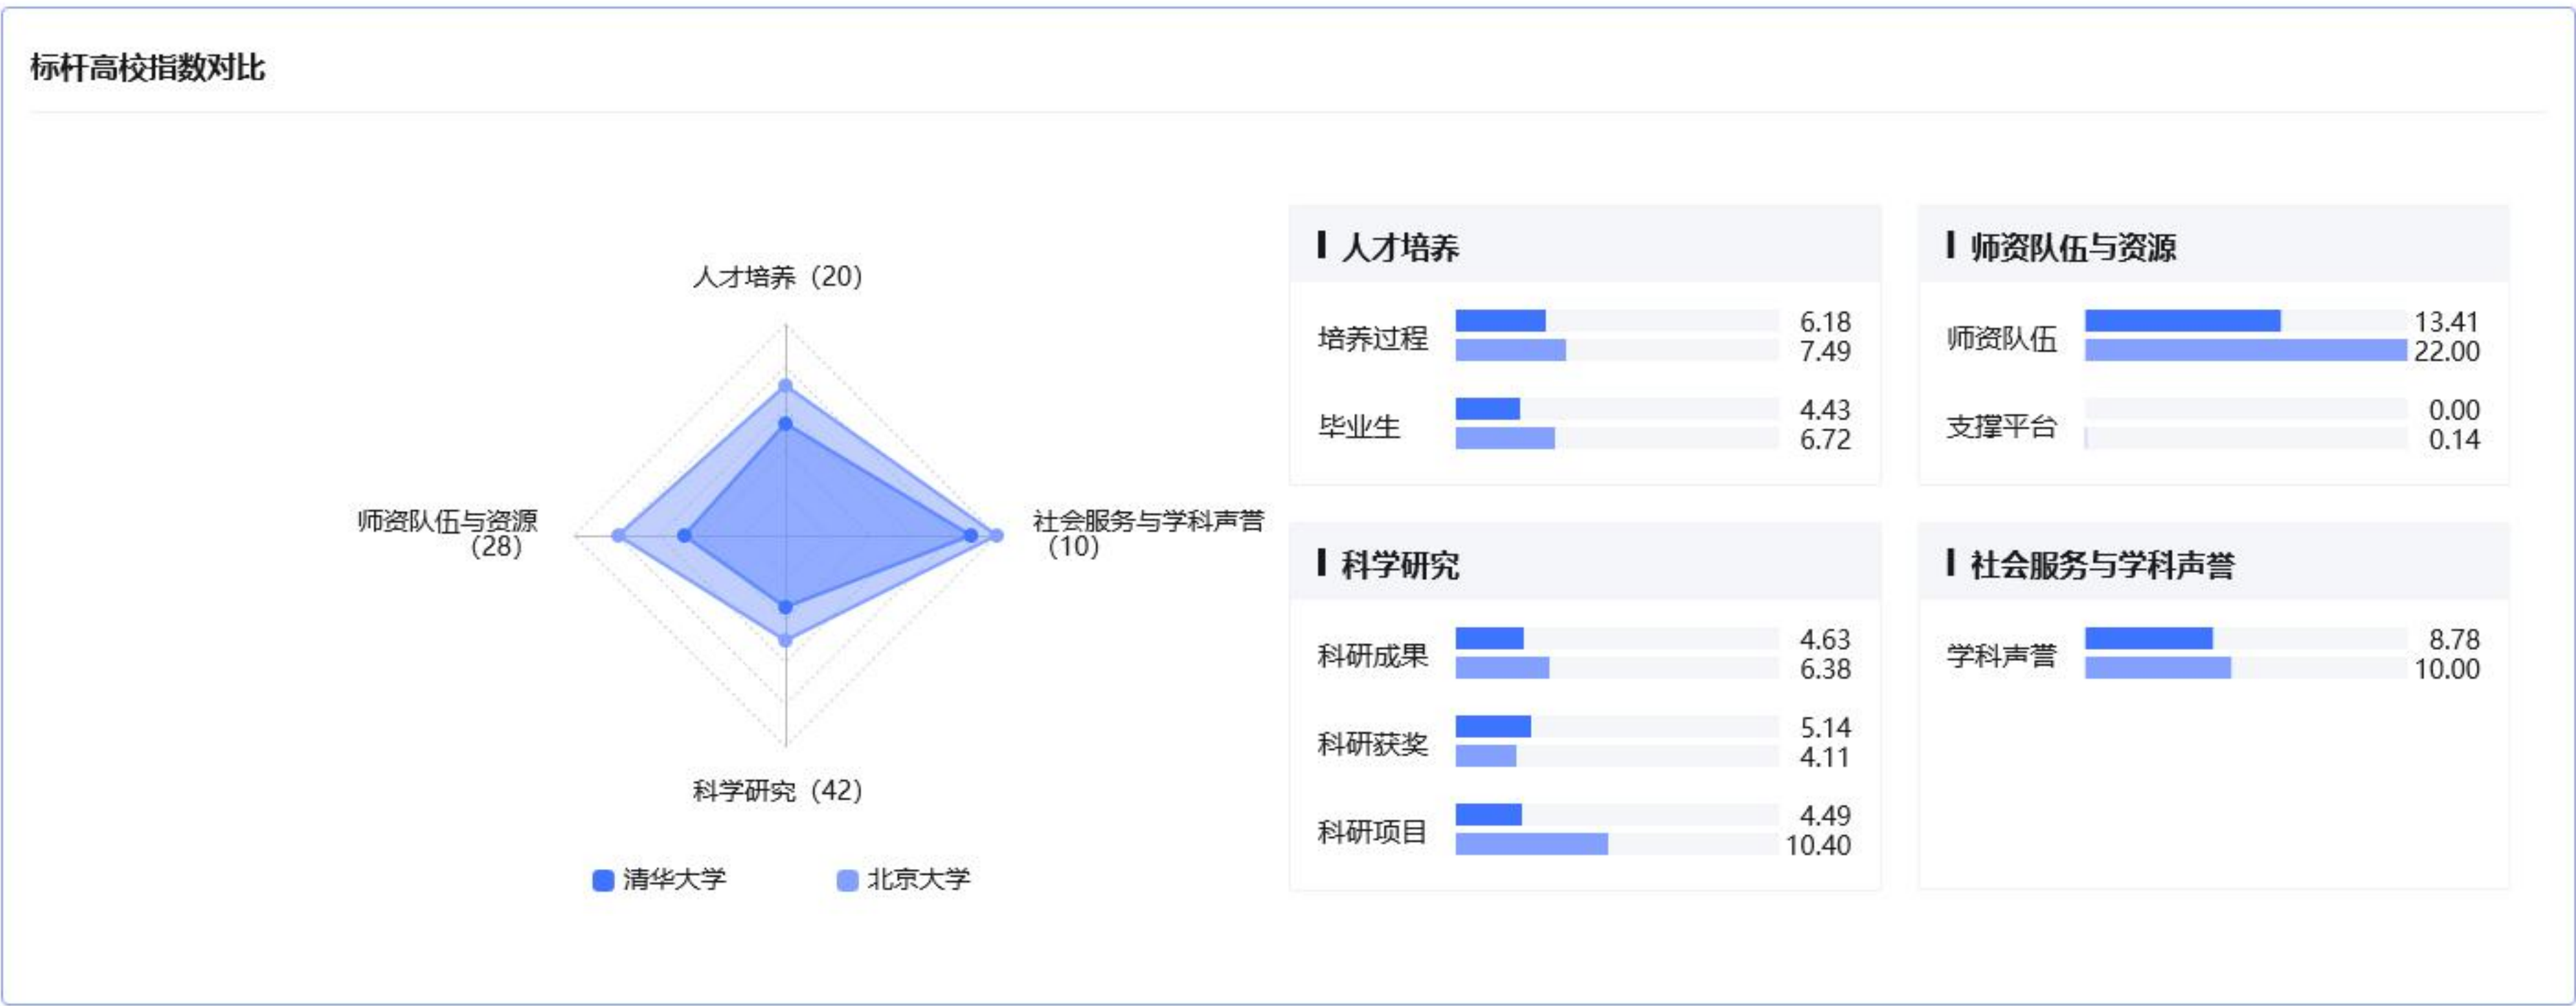 标杆高校指数对比
人才培养（20）
师资队伍与资源
（28）
社会服务与学科声誉
（10）
科学研究（42）
清华大学
北京大学
人才培养
培养过程
6.18
7.49
毕业生
4.43
6.72
师资队伍与资源
师资队伍
13.41
22.00
支撑平台
0.00
0.14
科学研究
科研成果
4.63
6.38
科研获奖
5.14
4.11
科研项目
4.49
10.40
社会服务与学科声誉
学科声誉
8.78
10.00